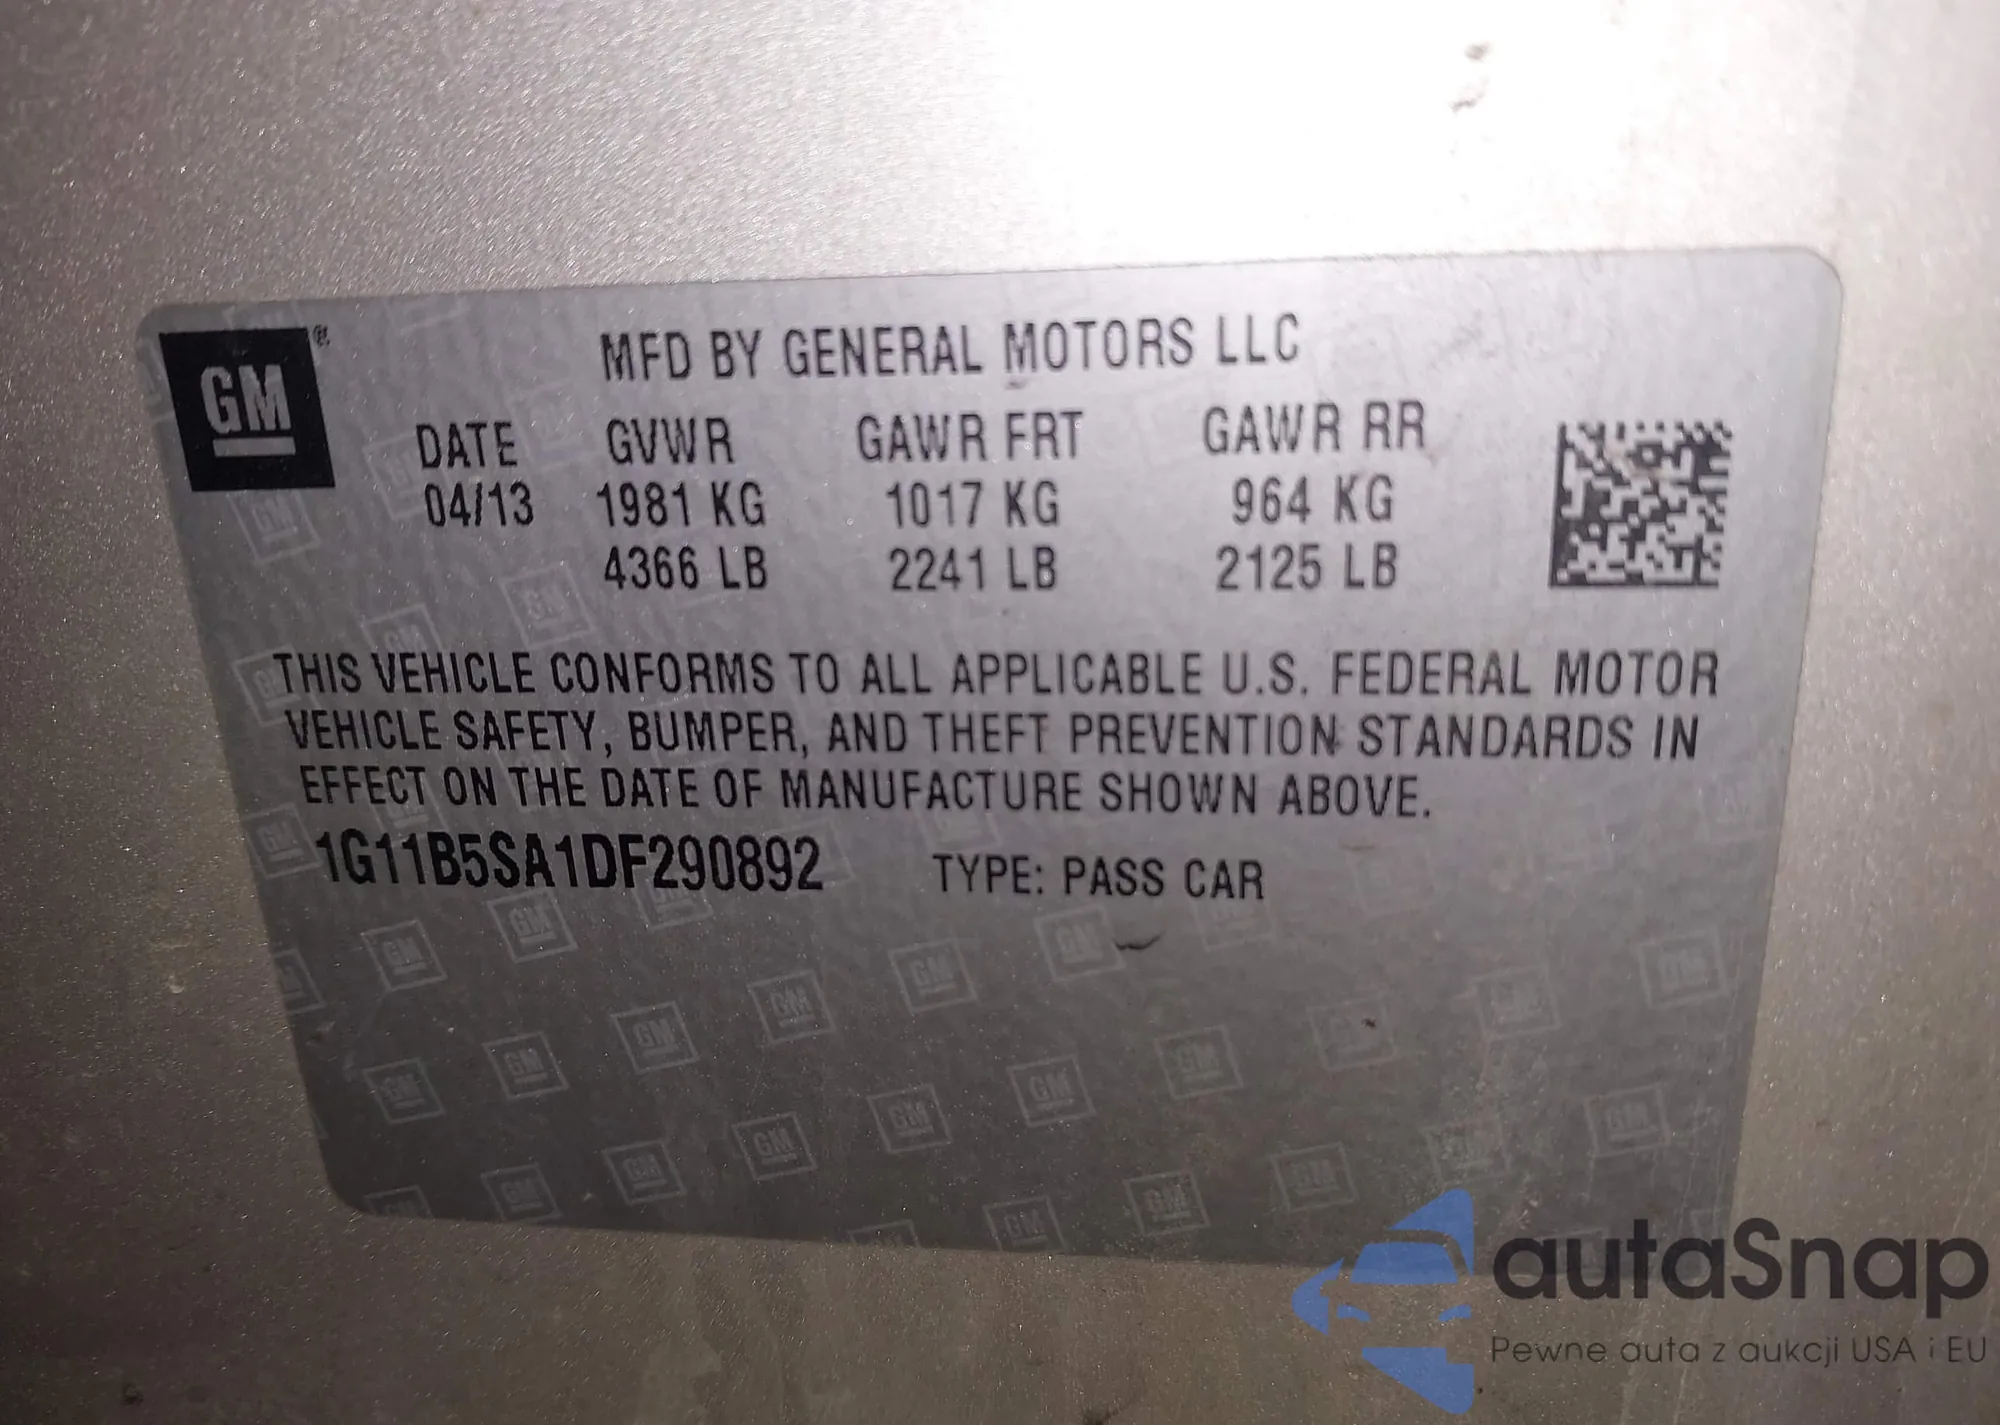 GM®
MFD BY GENERAL MOTORS LLC
DATE GVWR GAWR FRT GAWR RR
04/13 1981 KG 1017 KG 964 KG
4366 LB 2241 LB 2125 LB
THIS VEHICLE CONFORMS TO ALL APPLICABLE U.S. FEDERAL MOTOR
VEHICLE SAFETY, BUMPER, AND THEFT PREVENTION STANDARDS IN
EFFECT ON THE DATE OF MANUFACTURE SHOWN ABOVE.
1G11B5SA1DF290892 TYPE: PASS CAR
autaSnap
Pewne auta z aukcji USA i EU